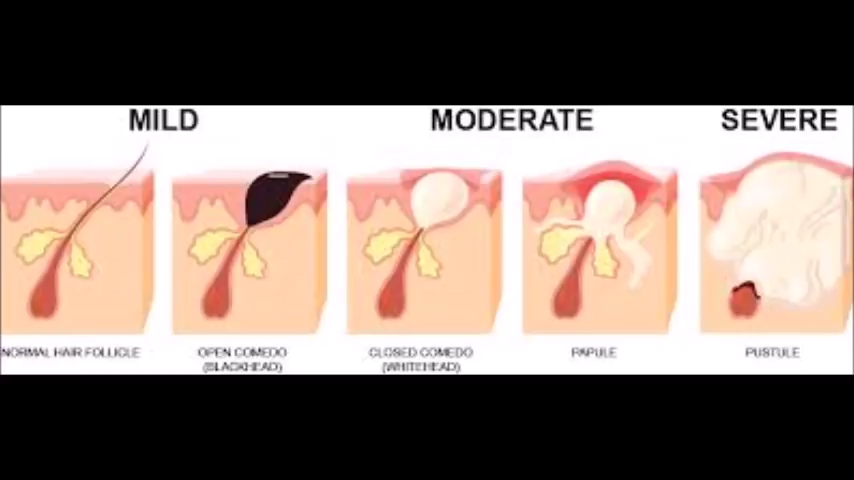 MILD
MODERATE
SEVERE
NORMAL HAIR FOLLICLE
OPEN COMEDO
(BLACKHEAD)
CLOSED COMEDO
(WHITEHEAD)
PAPULE
PUSTULE